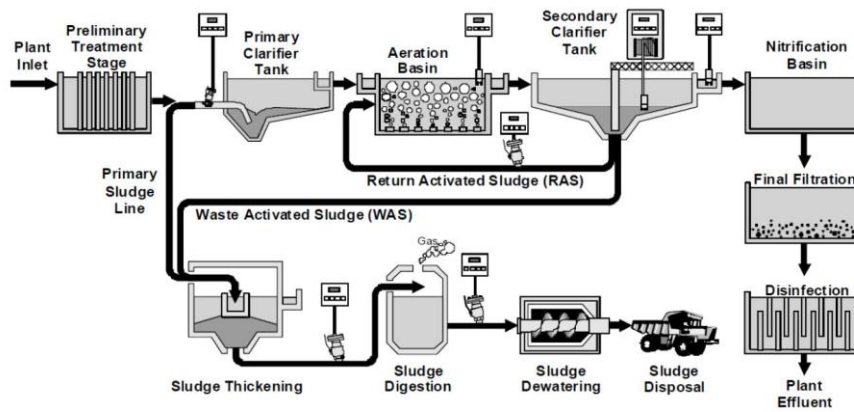 Plant
Inlet
Preliminary
Treatment
Stage
Primary
Clarifier
Tank
Aeration
Basin
Secondary
Clarifier
Tank
Nitrification
Basin
Primary
Sludge
Line
Return Activated Sludge (RAS)
Waste Activated Sludge (WAS)
Final Filtration
Gas
Disinfection
Sludge Thickening
Sludge
Digestion
Sludge
Dewatering
Sludge
Disposal
Plant
Effluent